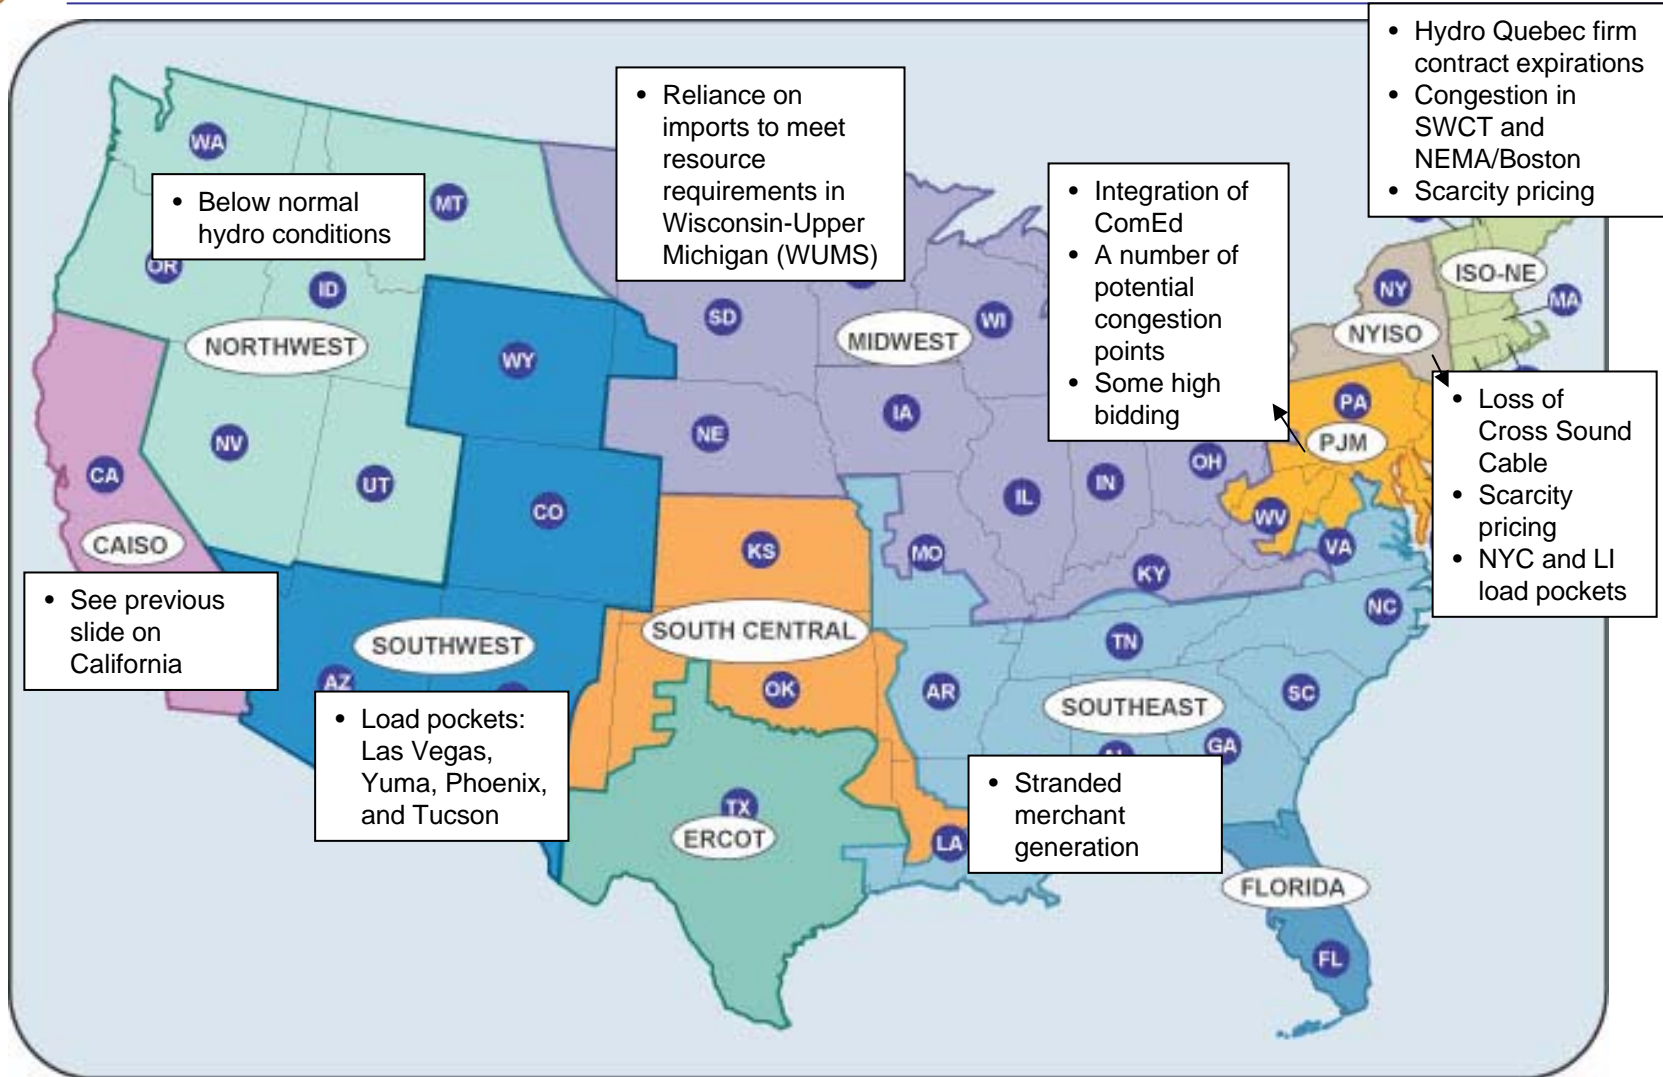 • Hydro Quebec firm
contract expirations
• Congestion in
SWCT and
NEMA/Boston
• Scarcity pricing
• Reliance on
imports to meet
resource
requirements in
Wisconsin-Upper
Michigan (WUMS)
• Integration of
ComEd
• A number of
potential
congestion
points
• Some high
bidding
• Below normal
hydro conditions
WA
MT
OR
ID
NORTHWEST
WY
SD
MIDWEST
WI
NY
NYISO
ISO-NE
MA
NV
UT
CA
CAISO
CO
NE
IA
IL
IN
OH
PA
PJM
WV
VA
• Loss of
Cross Sound
Cable
• Scarcity
pricing
• NYC and LI
load pockets
• See previous
slide on
California
SOUTHWEST
AZ
KS
SOUTH CENTRAL
OK
MO
KY
TN
NC
AR
SOUTHEAST
SC
GA
• Load pockets:
Las Vegas,
Yuma, Phoenix,
and Tucson
TX
ERCOT
LA
• Stranded
merchant
generation
FLORIDA
FL